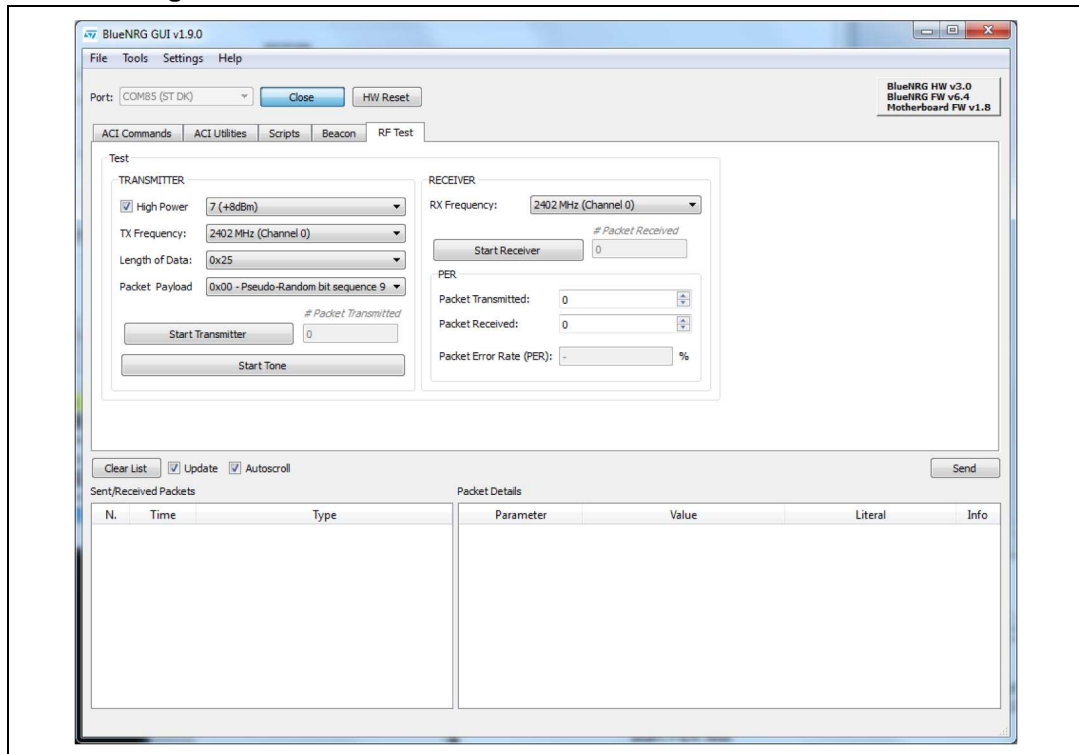 BlueNRG GUI v1.9.0
File Tools Settings Help
Port: COM85 (ST DK) Close HW Reset
BlueNRG HW v3.0
BlueNRG FW v6.4
Motherboard FW v1.8
ACI Commands ACI Utilities Scripts Beacon RF Test
Test
TRANSMITTER
High Power 7 (+8dBm)
TX Frequency: 2402 MHz (Channel 0)
Length of Data: 0x25
Packet Payload 0x00 - Pseudo-Random bit sequence 9
# Packet Transmitted
Start Transmitter 0
Start Tone
RECEIVER
RX Frequency: 2402 MHz (Channel 0)
# Packet Received
Start Receiver 0
PER
Packet Transmitted: 0
Packet Received: 0
Packet Error Rate (PER): - %
Clear List Update Autoscroll Send
Sent/Received Packets Packet Details
N. Time Type Parameter Value Literal Info